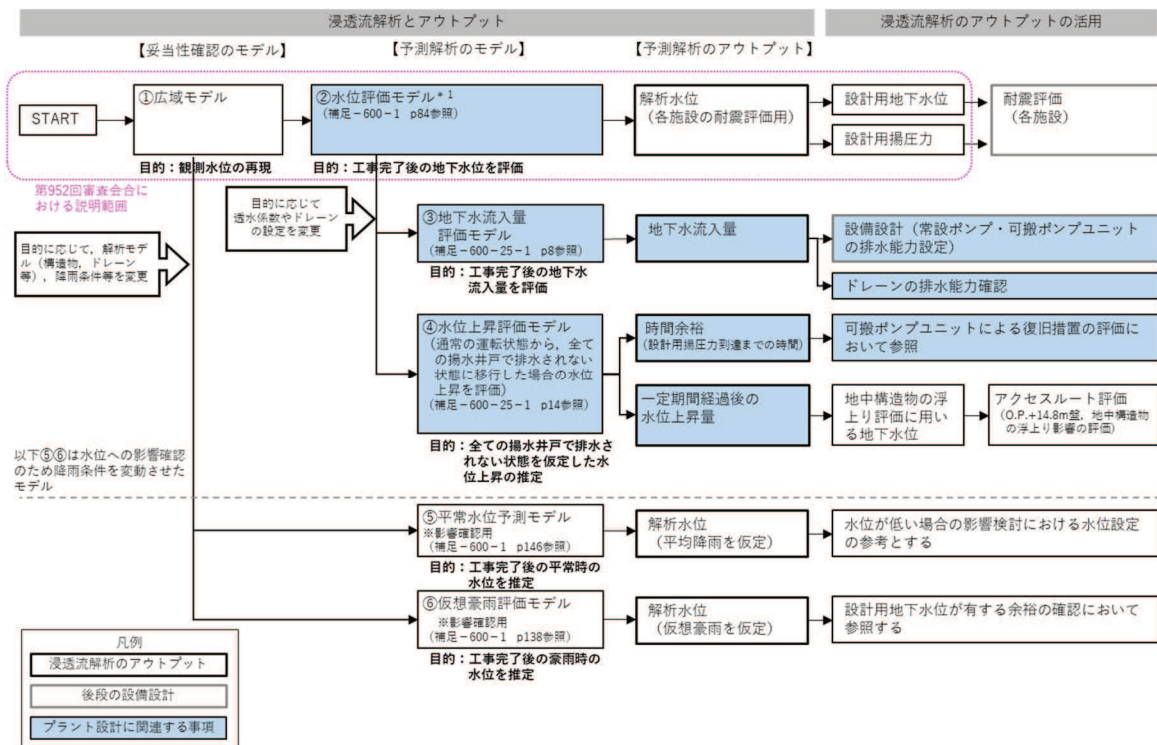 浸透流解析とアウトプット
浸透流解析のアウトプットの活用
【妥当性確認のモデル】
【予測解析のモデル】
【予測解析のアウトプット】
START
①広域モデル
目的：観測水位の再現
②水位評価モデル＊1
(補足－600－1　p84参照)
目的：工事完了後の地下水位を評価
解析水位
（各施設の耐震評価用）
設計用地下水位
設計用揚圧力
耐震評価
（各施設）
第952回審査会合に
おける説明範囲
目的に応じて，解析モデ
ル（構造物，ドレーン
等），降雨条件等を変更
目的に応じて
透水係数やドレーン
の設定を変更
③地下水流入量
評価モデル
(補足－600－25－1　p8参照)
目的：工事完了後の地下水
流入量を評価
地下水流入量
設備設計（常設ポンプ・可搬ポンプユニット
の排水能力設定）
ドレーンの排水能力確認
④水位上昇評価モデル
（通常の運転状態から，全て
の揚水井戸で排水されない
状態に移行した場合の水位
上昇を評価）
(補足－600－25－1　p14参照)
目的：全ての揚水井戸で排水さ
れない状態を仮定した水
位上昇の推定
時間余裕
(設計用揚圧力到達までの時間)
可搬ポンプユニットによる復旧措置の評価に
おいて参照
一定期間経過後の
水位上昇量
地中構造物の浮
上り評価に用い
る地下水位
アクセスルート評価
(O.P.+14.8m盤，地中構造物
の浮上り影響の評価)
以下⑤⑥は水位への影響確認
のため降雨条件を変動させた
モデル
⑤平常水位予測モデル
※影響確認用
(補足－600－1　p146参照)
目的：工事完了後の平常時の
水位を推定
解析水位
（平均降雨を仮定）
水位が低い場合の影響検討における水位設定
の参考とする
⑥仮想豪雨評価モデル
※影響確認用
(補足－600－1　p138参照)
目的：工事完了後の豪雨時の
水位を推定
解析水位
（仮想豪雨を仮定）
設計用地下水位が有する余裕の確認において
参照する
凡例
浸透流解析のアウトプット
後段の設備設計
プラント設計に関連する事項